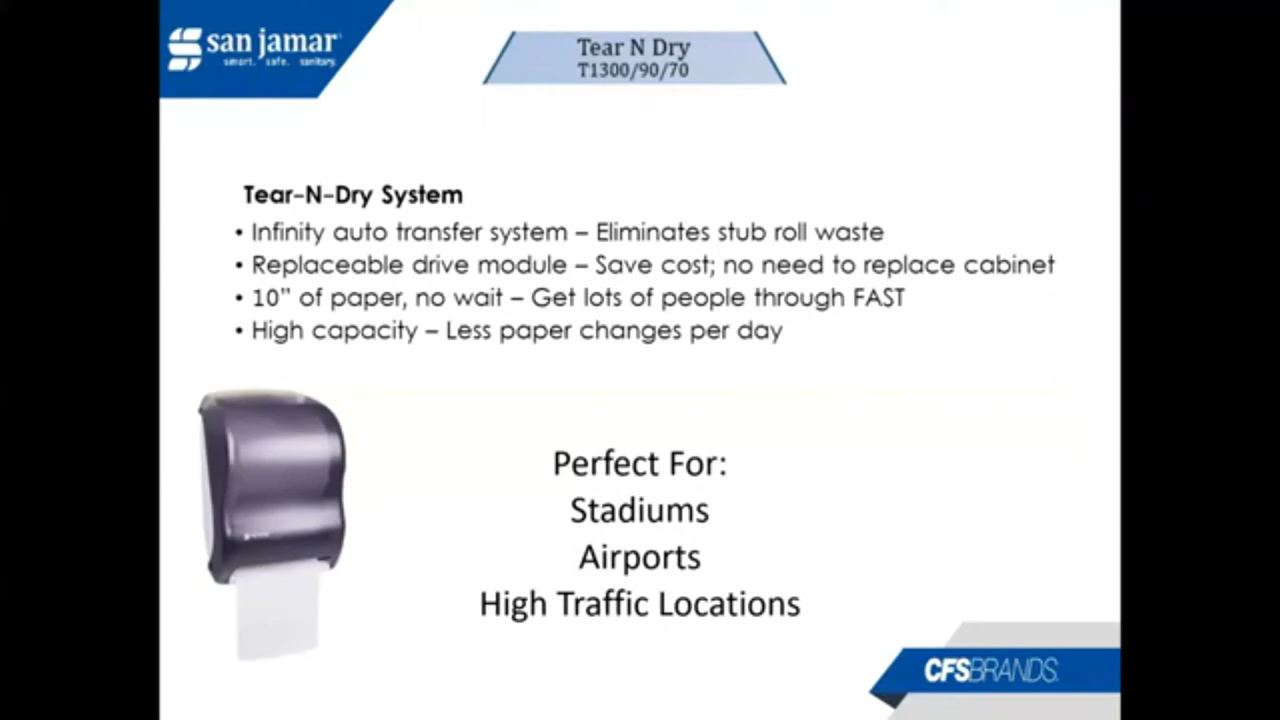 san jamar
smart. safe. sanitary.
Tear N Dry
T1300/90/70
Tear-N-Dry System
• Infinity auto transfer system – Eliminates stub roll waste
• Replaceable drive module – Save cost; no need to replace cabinet
• 10” of paper, no wait – Get lots of people through FAST
• High capacity – Less paper changes per day
Perfect For:
Stadiums
Airports
High Traffic Locations
CFSBRANDS.